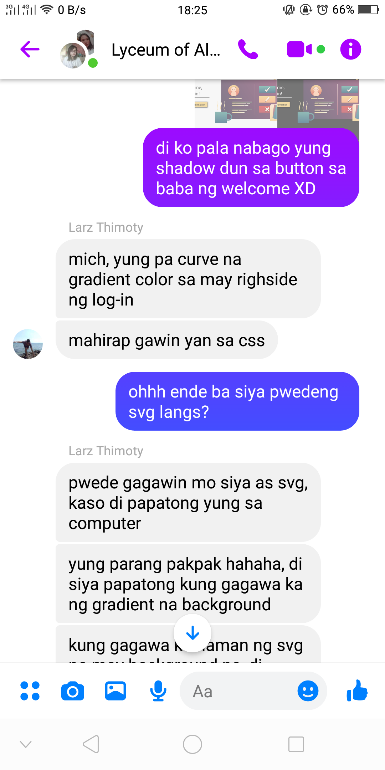 0 B/s
18:25
66%
Lyceum of Al...
di ko pala nabago yung
shadow dun sa button sa
baba ng welcome XD
Larz Thimoty
mich, yung pa curve na
gradient color sa may righside
ng log-in
mahirap gawin yan sa css
ohhh ende ba siya pwedeng
svg langs?
Larz Thimoty
pwede gagawin mo siya as svg,
kaso di papatong yung sa
computer
yung parang pakpak hahaha, di
siya papatong kung gagawa ka
ng gradient na background
kung gagawa ng svg
Aa